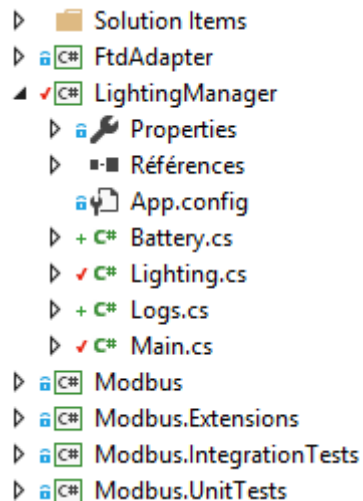 Solution Items
C# FtdAdapter
C# LightingManager
Properties
Références
App.config
C# Battery.cs
C# Lighting.cs
C# Logs.cs
C# Main.cs
C# Modbus
C# Modbus.Extensions
C# Modbus.IntegrationTests
C# Modbus.UnitTests